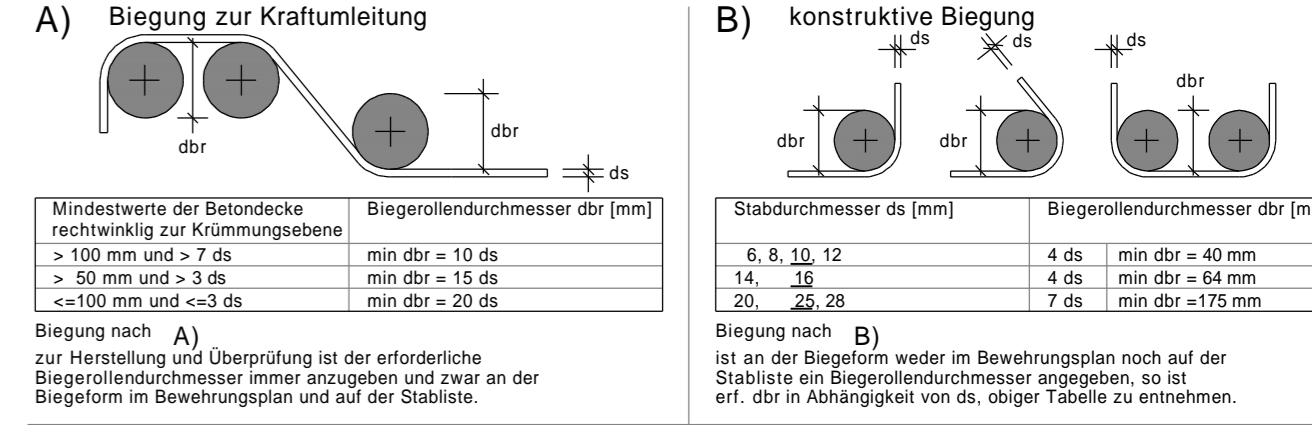 A) Biegung zur Kraftumleitung
dbr
dbr
ds
Mindestwerte der Betondecke rechtwinklig zur Krümmungsebene
Biegerollendurchmesser dbr [mm]
> 100 mm und > 7 ds min dbr = 10 ds
> 50 mm und > 3 ds min dbr = 15 ds
<=100 mm und <=3 ds min dbr = 20 ds
Biegung nach A)
zur Herstellung und Überprüfung ist der erforderliche
Biegerollendurchmesser immer anzugeben und zwar an der
Biegeform im Bewehrungsplan und auf der Stabliste.
B) konstruktive Biegung
ds
ds
ds
dbr
dbr
dbr
Stabdurchmesser ds [mm] Biegerollendurchmesser dbr [m
6, 8, 10, 12 4 ds min dbr = 40 mm
14, 16 4 ds min dbr = 64 mm
20, 25, 28 7 ds min dbr =175 mm
Biegung nach B)
ist an der Biegeform weder im Bewehrungsplan noch auf der
Stabliste ein Biegerollendurchmesser angegeben, so ist
erf. dbr in Abhängigkeit von ds, obiger Tabelle zu entnehmen.